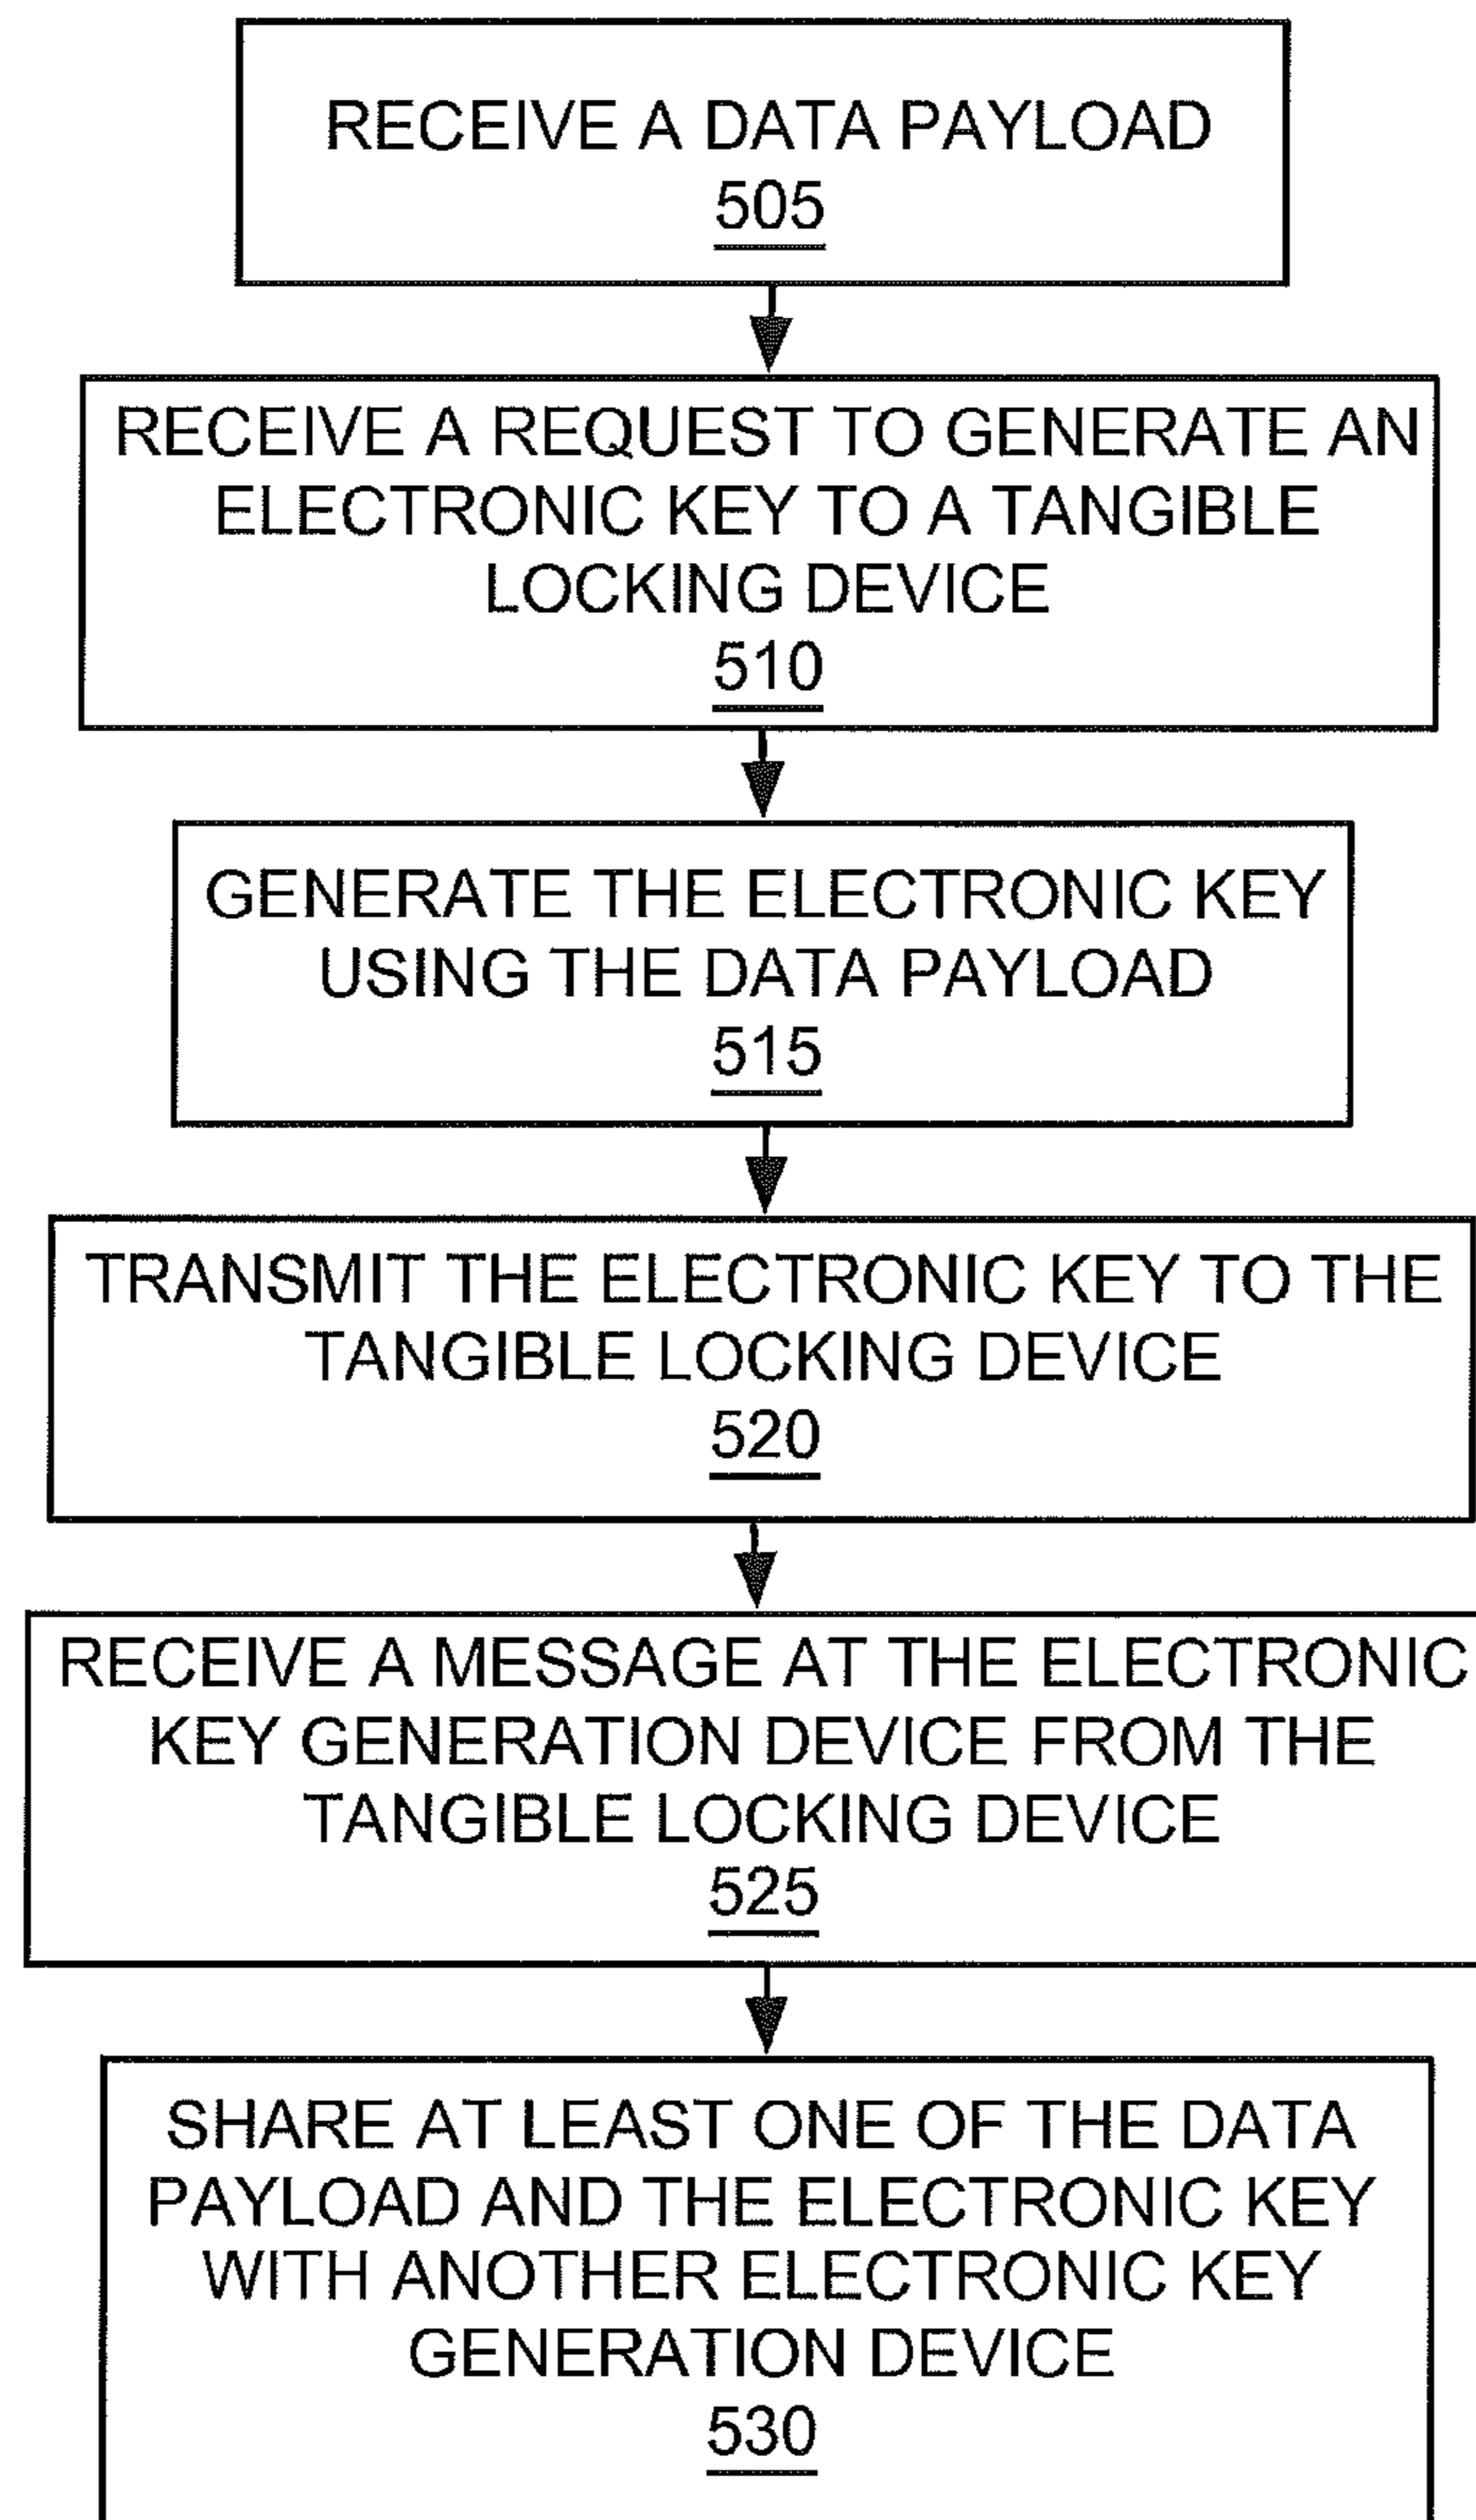 RECEIVE A DATA PAYLOAD
505
RECEIVE A REQUEST TO GENERATE AN
ELECTRONIC KEY TO A TANGIBLE
LOCKING DEVICE
510
GENERATE THE ELECTRONIC KEY
USING THE DATA PAYLOAD
515
TRANSMIT THE ELECTRONIC KEY TO THE
TANGIBLE LOCKING DEVICE
520
RECEIVE A MESSAGE AT THE ELECTRONIC
KEY GENERATION DEVICE FROM THE
TANGIBLE LOCKING DEVICE
525
SHARE AT LEAST ONE OF THE DATA
PAYLOAD AND THE ELECTRONIC KEY
WITH ANOTHER ELECTRONIC KEY
GENERATION DEVICE
530